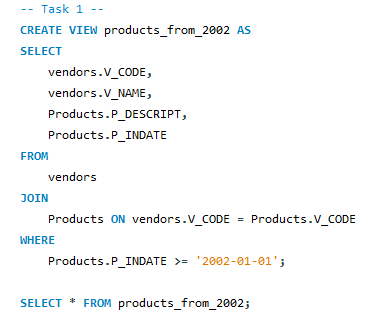 -- Task 1 --
CREATE VIEW products_from_2002 AS
SELECT
    vendors.V_CODE,
    vendors.V_NAME,
    Products.P_DESCRIPT,
    Products.P_INDATE
FROM
    vendors
JOIN
    Products ON vendors.V_CODE = Products.V_CODE
WHERE
    Products.P_INDATE >= '2002-01-01';

SELECT * FROM products_from_2002;